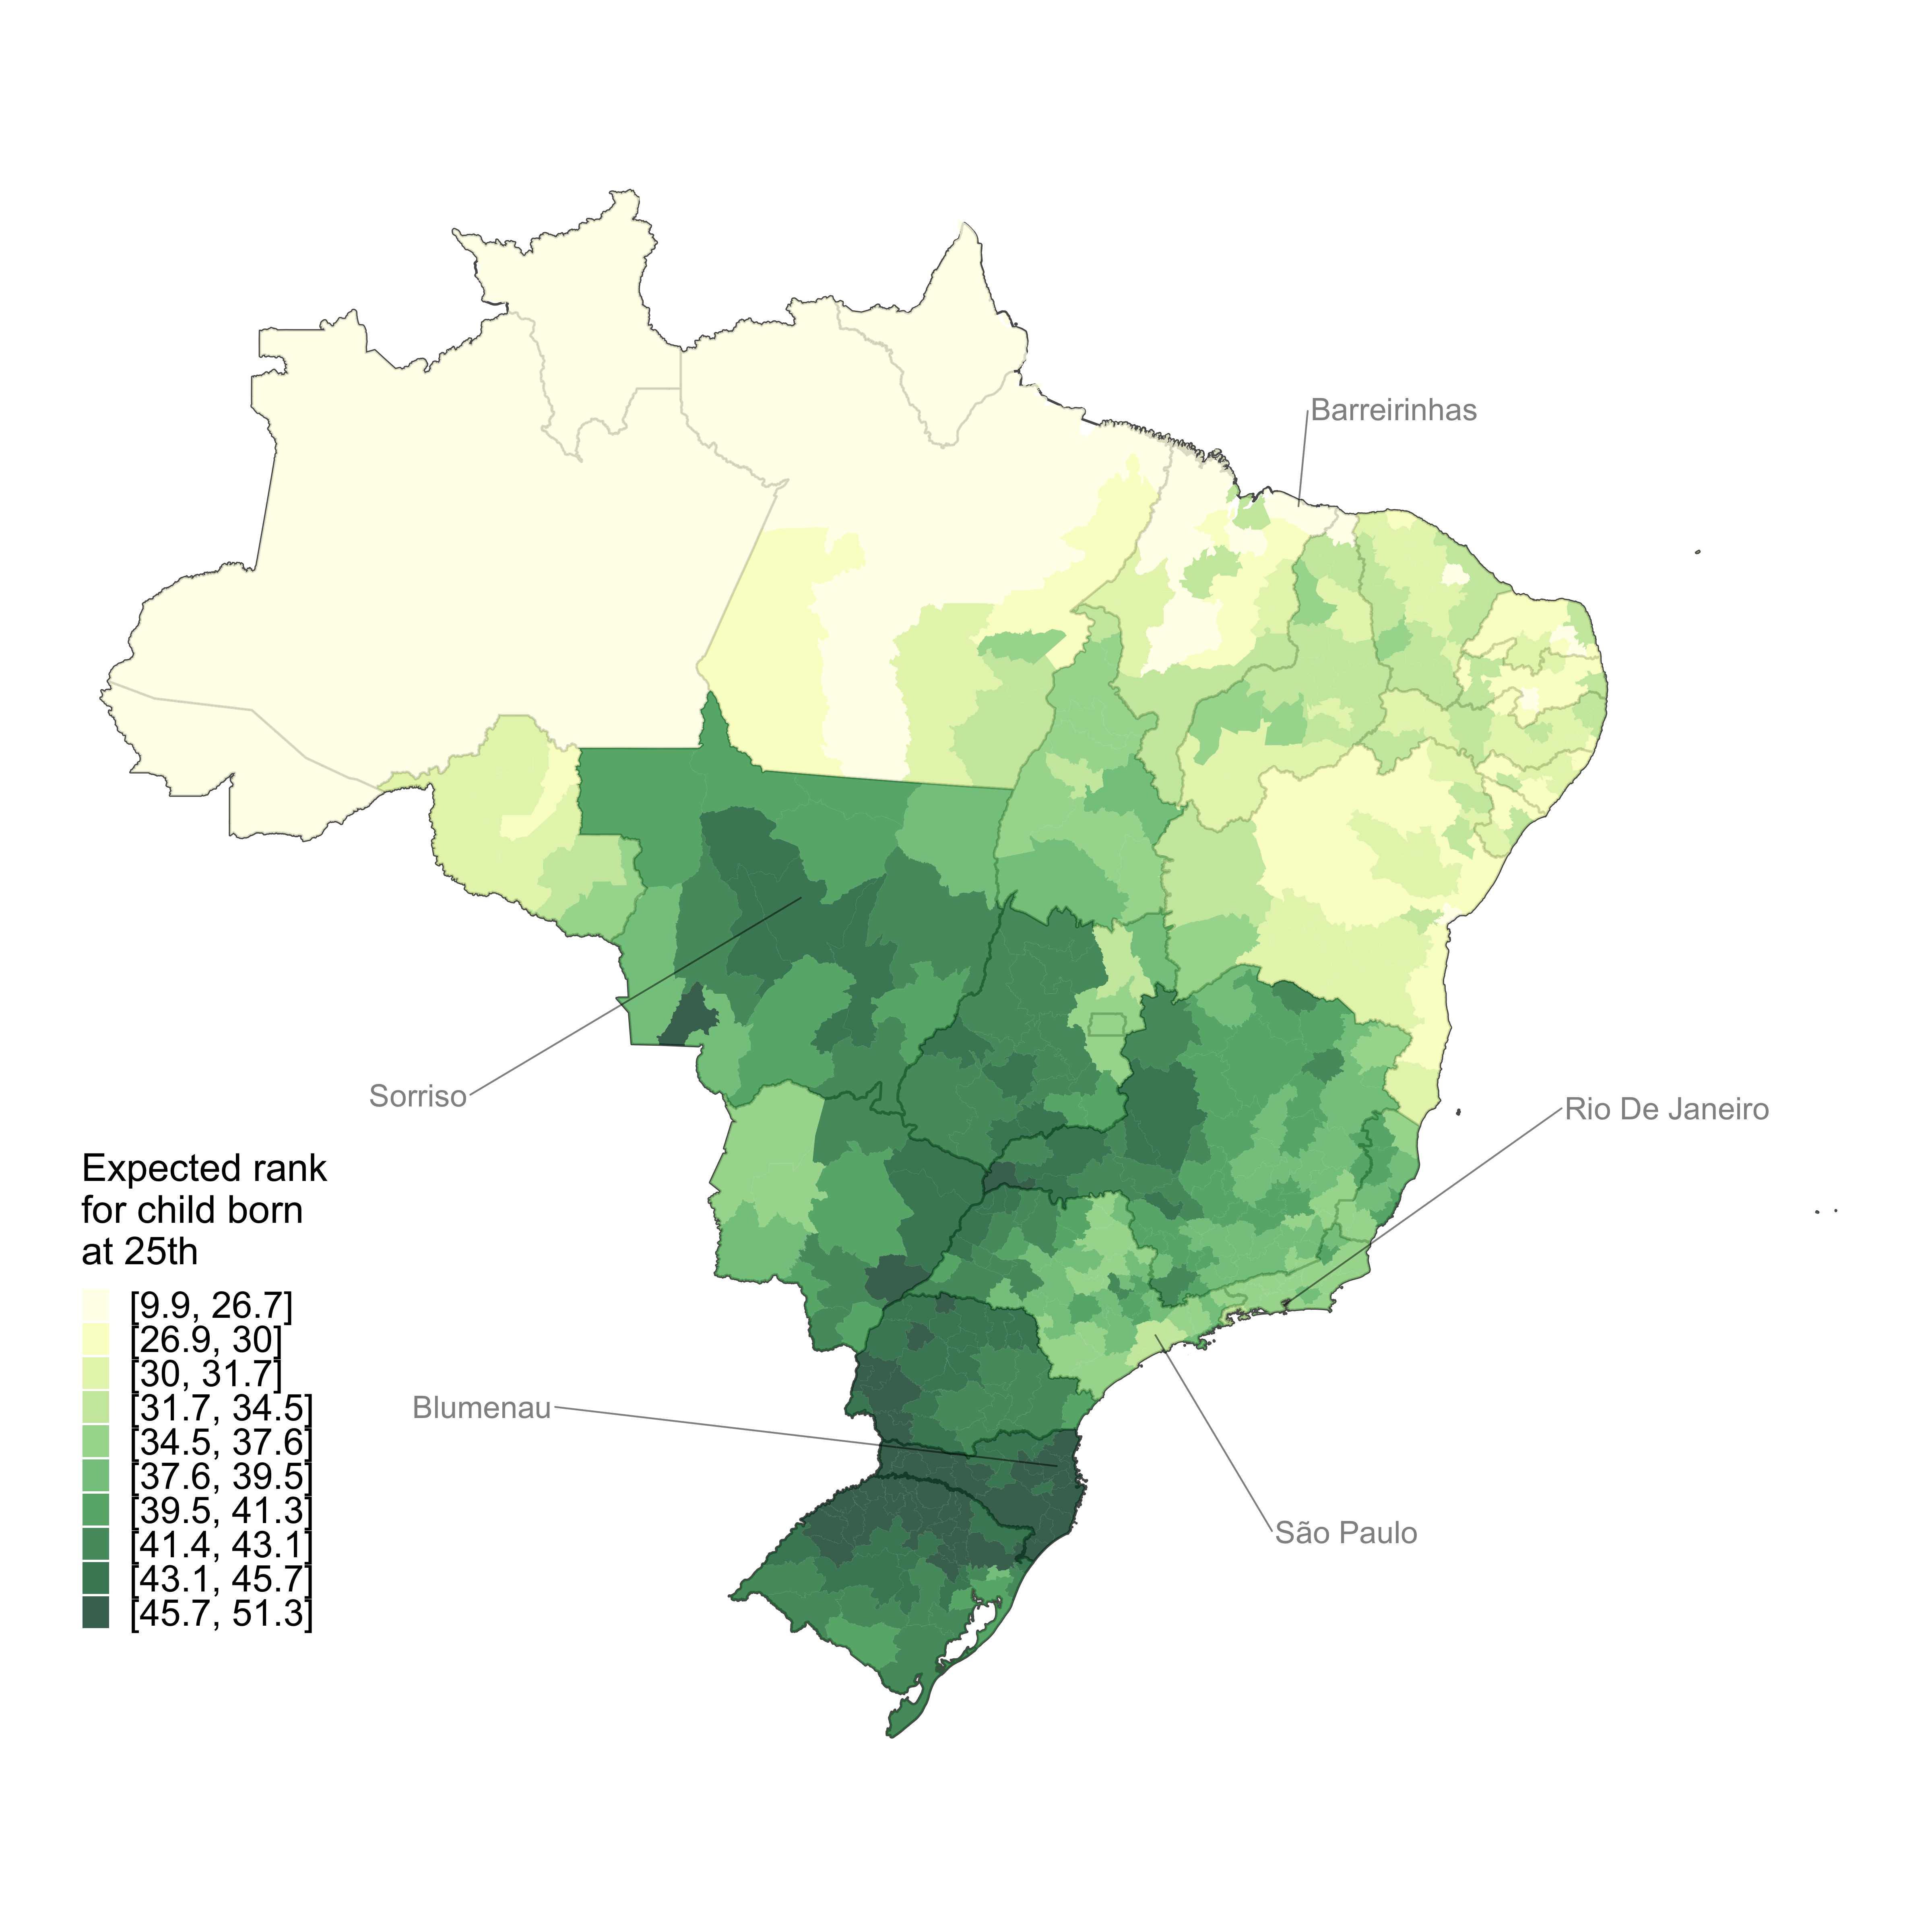 Barreirinhas
Sorriso
Rio De Janeiro
Expected rank
for child born
at 25th
[9.9, 26.7]
[26.9, 30]
[30, 31.7]
[31.7, 34.5]
[34.5, 37.6]
[37.6, 39.5]
[39.5, 41.3]
[41.4, 43.1]
[43.1, 45.7]
[45.7, 51.3]
Blumenau
São Paulo